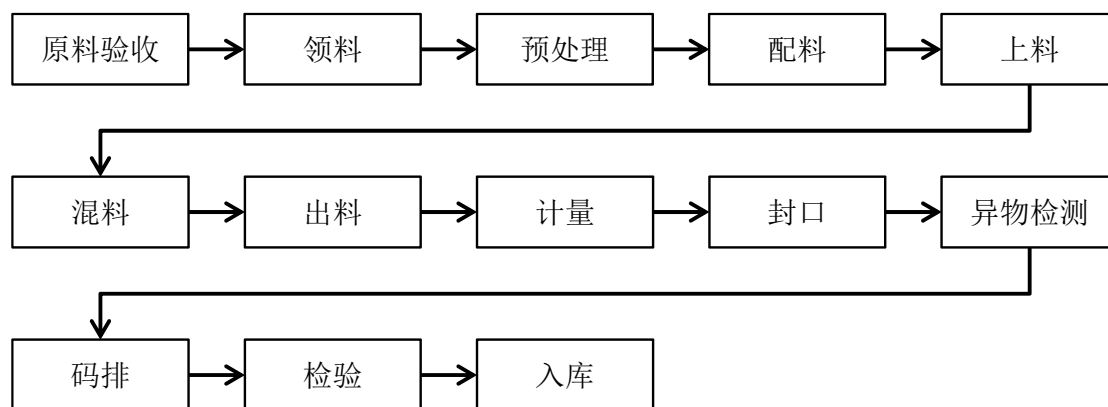 原料验收
领料
预处理
配料
上料
混料
出料
计量
封口
异物检测
码排
检验
入库